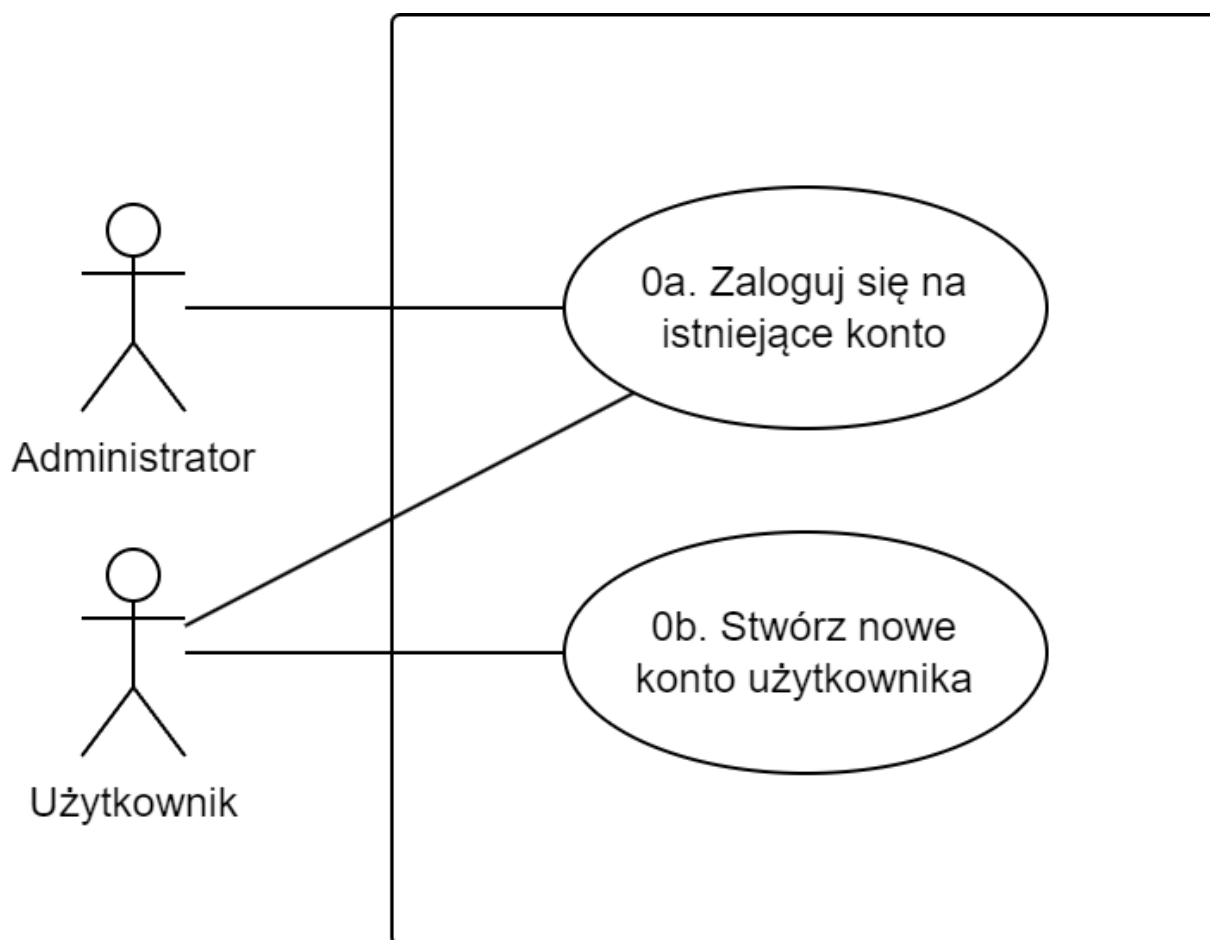 0a. Zaloguj się na
istniejące konto
Administrator
0b. Stwórz nowe
konto użytkownika
Użytkownik